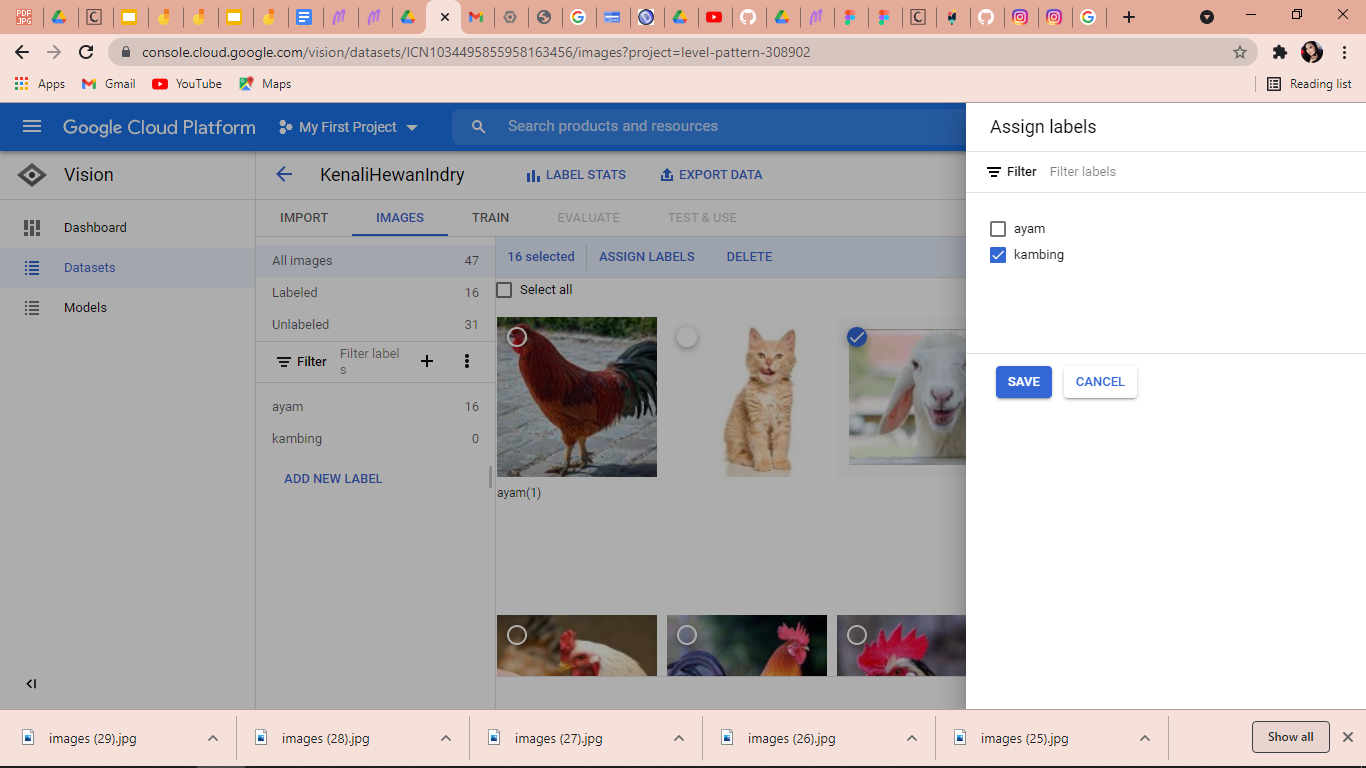 PDF
JPG
console.cloud.google.com/vision/datasets/ICN1034495855958163456/images?project=level-pattern-308902
Apps
Gmail
YouTube
Maps
Reading list
Google Cloud Platform
My First Project
Search products and resources
Assign labels
Filter
Filter labels
ayam
kambing
SAVE
CANCEL
Vision
Dashboard
Datasets
Models
KenaliHewanIndry
LABEL STATS
EXPORT DATA
IMPORT
IMAGES
TRAIN
EVALUATE
TEST & USE
All images 47
Labeled 16
Unlabeled 31
Filter
Filter label
s
ayam 16
kambing 0
ADD NEW LABEL
16 selected
ASSIGN LABELS
DELETE
Select all
ayam(1)
images (29).jpg
images (28).jpg
images (27).jpg
images (26).jpg
images (25).jpg
Show all